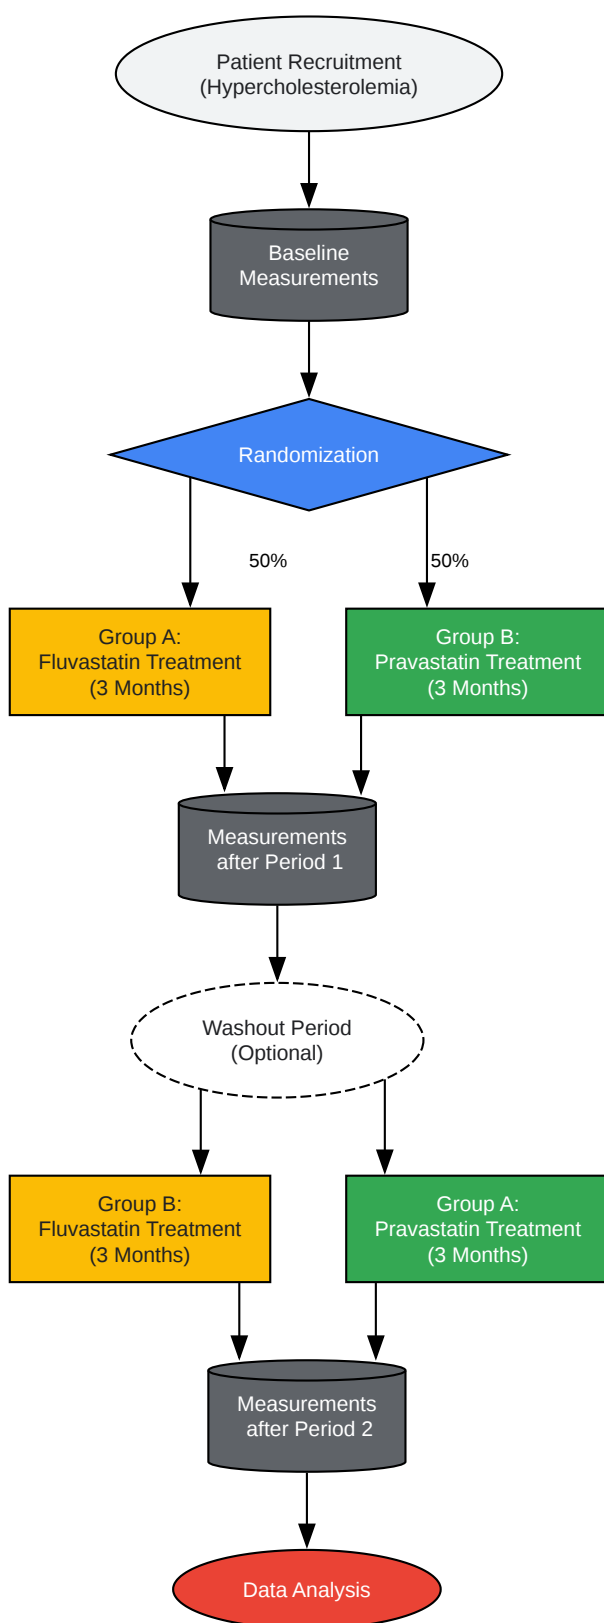 Patient Recruitment
(Hypercholesterolemia)
Baseline
Measurements
Randomization
50%
50%
Group A:
Fluvastatin Treatment
(3 Months)
Group B:
Pravastatin Treatment
(3 Months)
Measurements
after Period 1
Washout Period
(Optional)
Group B:
Fluvastatin Treatment
(3 Months)
Group A:
Pravastatin Treatment
(3 Months)
Measurements
after Period 2
Data Analysis